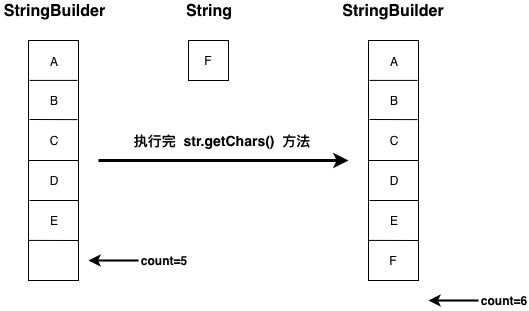 StringBuilder
String
StringBuilder
A
B
C
D
E
F
执行完 str.getChars() 方法
A
B
C
D
E
F
count=5
count=6